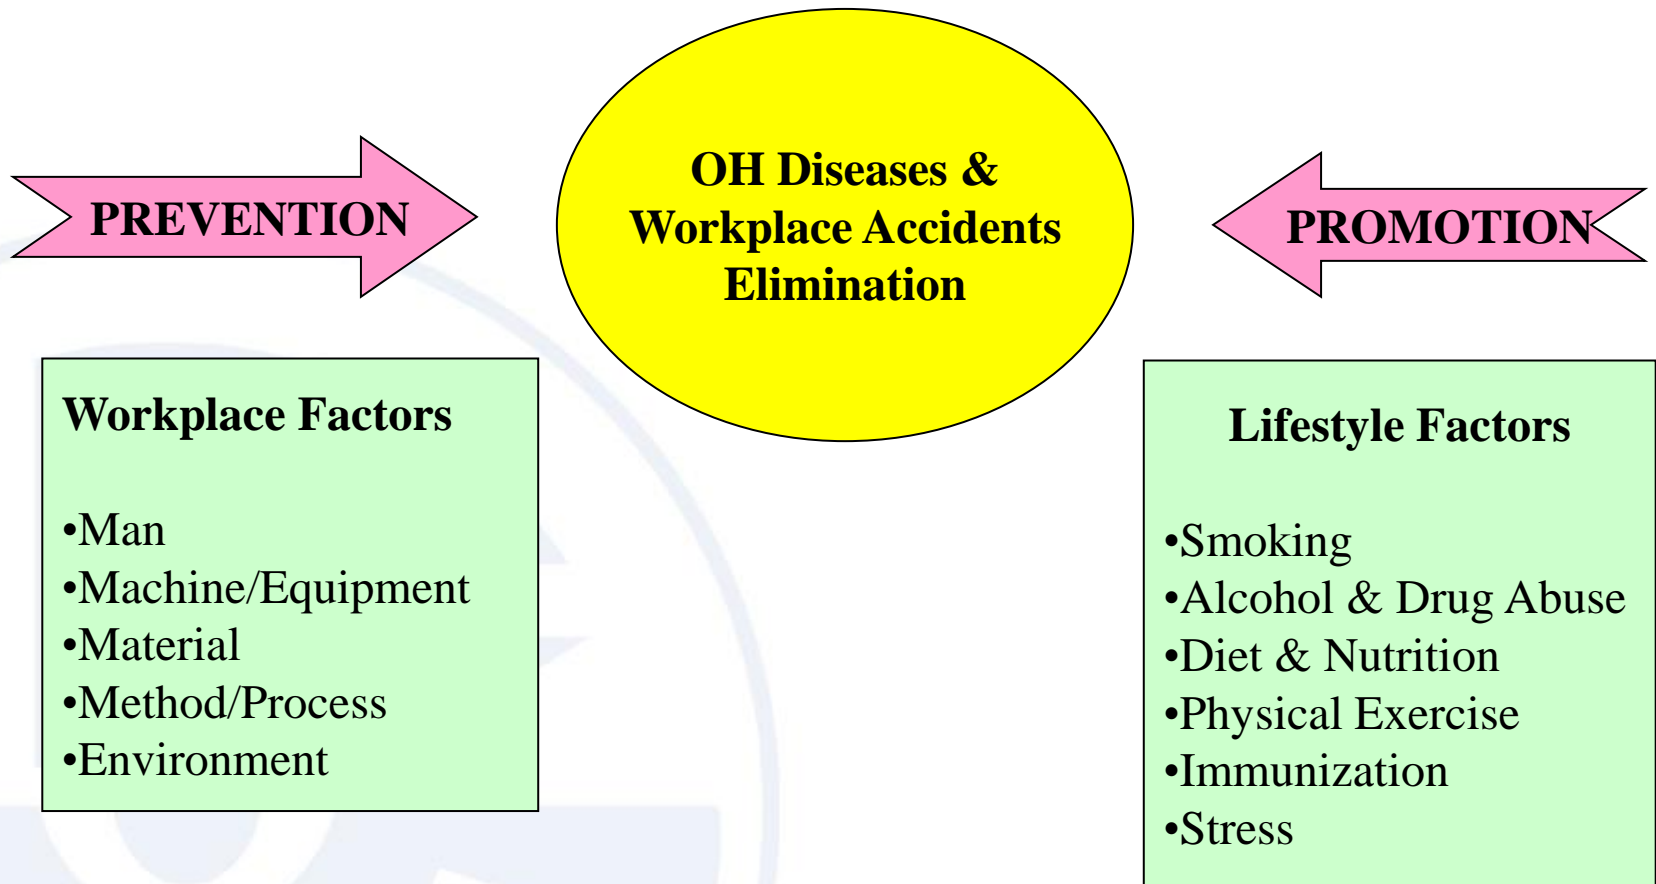 PREVENTION
OH Diseases &
Workplace Accidents
Elimination
PROMOTION
Workplace Factors
•Man
•Machine/Equipment
•Material
•Method/Process
•Environment
Lifestyle Factors
•Smoking
•Alcohol & Drug Abuse
•Diet & Nutrition
•Physical Exercise
•Immunization
•Stress